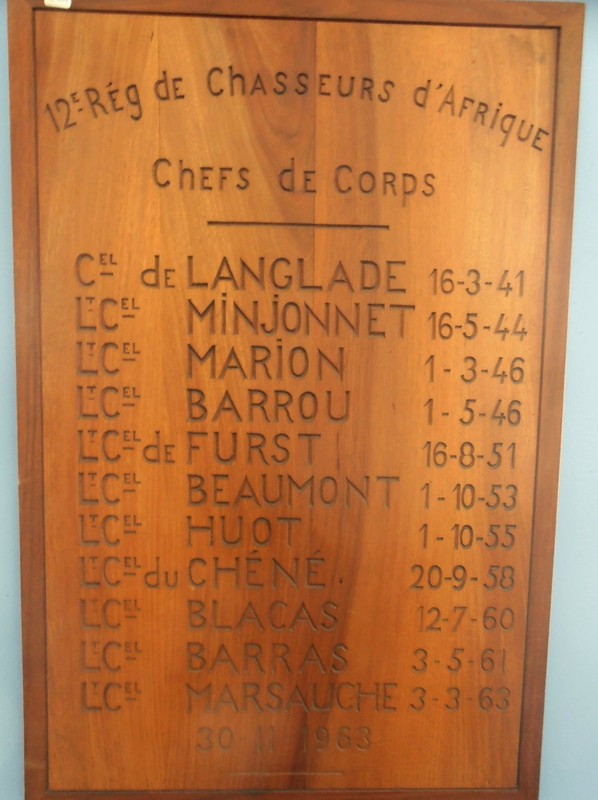 12E Rég de Chasseurs d'Afrique
Chefs de Corps
CEL de LANGLADE 16-3-41
LT CEL MINJONNET 16-5-44
LT CEL MARION 1-3-46
LT CEL BARROU 1-5-46
LT CEL de FURST 16-8-51
LT CEL BEAUMONT 1-10-53
LT CEL HUOT 1-10-55
LT CEL du CHÉNÉ. 20-9-58
LT CEL BLACAS 12-7-60
LT CEL BARRAS 3-5-61
LT CEL MARSAUCHE 3-3-63
30-11 1963